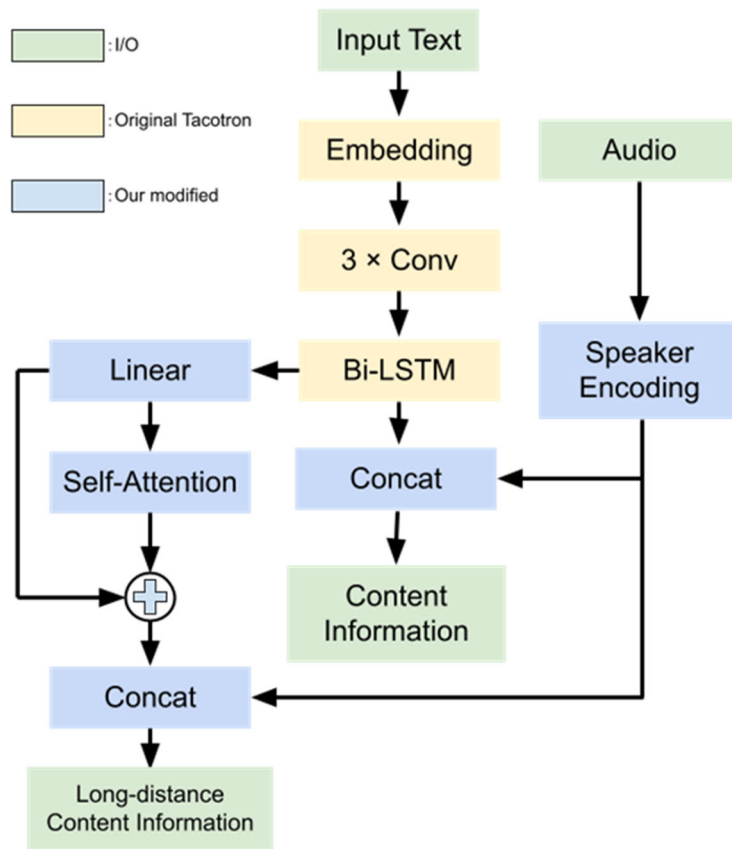 : I/O
: Original Tacotron
: Our modified
Input Text
Embedding
Audio
3 × Conv
Linear
Bi-LSTM
Speaker
Encoding
Self-Attention
Concat
Content
Information
Concat
Long-distance
Content Information